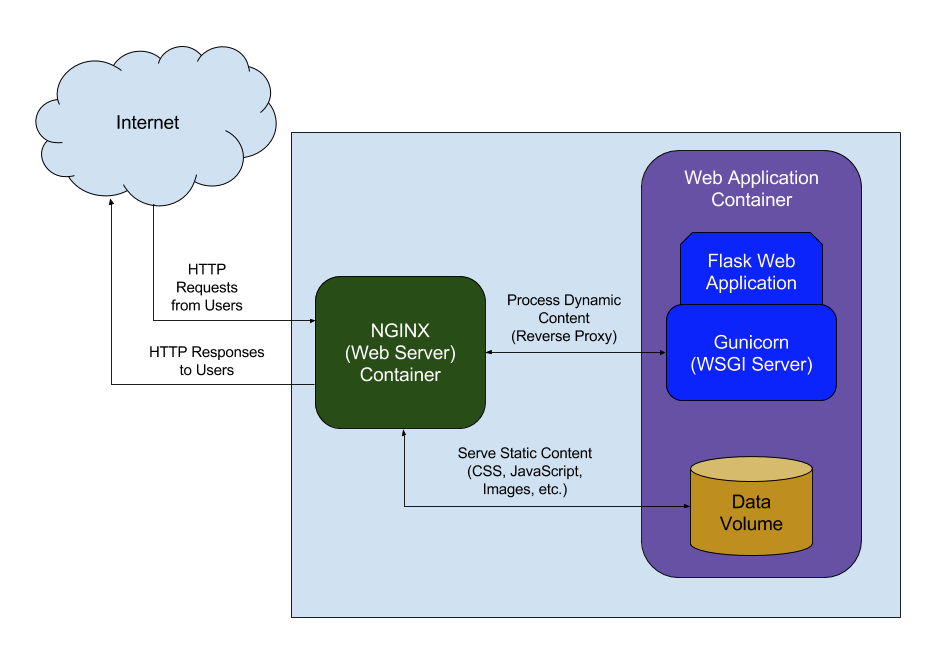 Internet
Web Application
Container
Flask Web
Application
HTTP
Requests
from Users
Process Dynamic
Content
(Reverse Proxy)
NGINX
(Web Server)
Container
Gunicorn
(WSGI Server)
HTTP Responses
to Users
Serve Static Content
(CSS, JavaScript,
Images, etc.)
Data
Volume